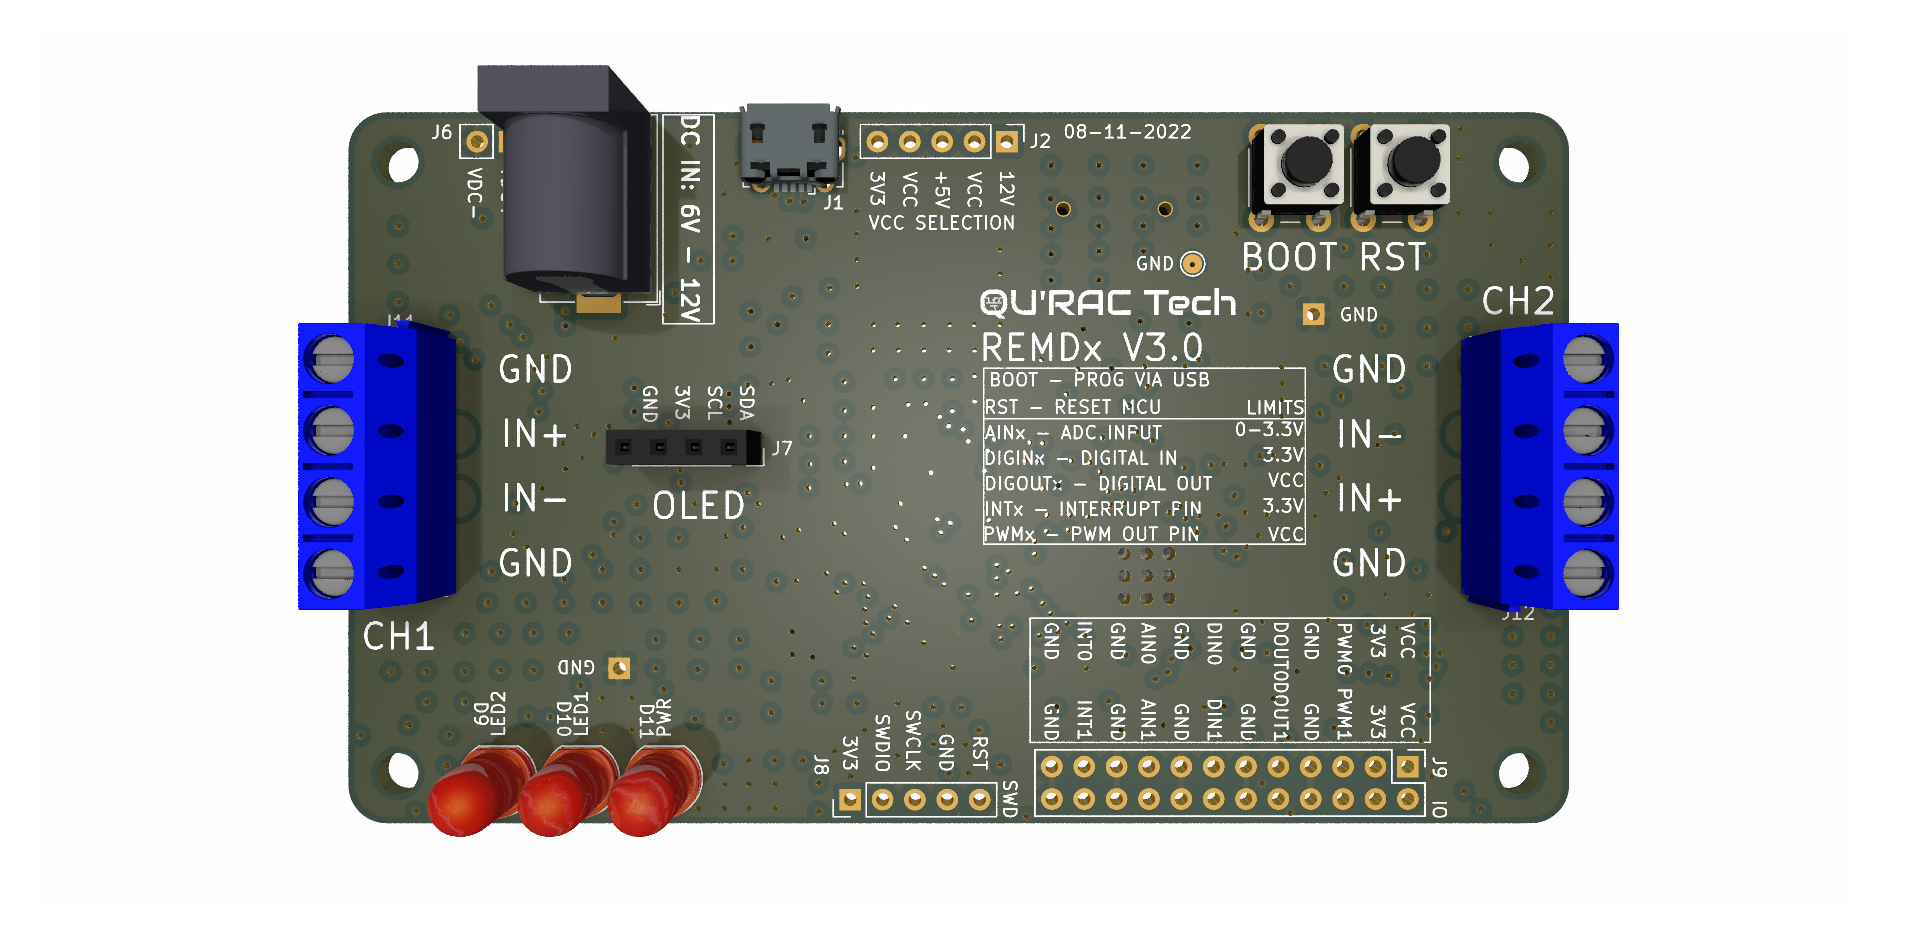 J6
VDC-
DC IN: 6V - 12V
J1
3V3
VCC
+5V
VCC
12V
J2
VCC SELECTION
08-11-2022
BOOT
RST
GND
QU'RAC Tech
REMDx V3.0
GND
BOOT - PROG VIA USB
RST - RESET MCU LIMITS
AINx - ADC INPUT 0-3.3V
DIGINx - DIGITAL IN 3.3V
DIGOUTx - DIGITAL OUT VCC
INTx - INTERRUPT FIN 3.3V
PWMx - PWM OUT PIN VCC
J11
GND
IN+
IN-
GND
CH1
GND
3V3
SCL
SDA
J7
OLED
CH2
GND
IN-
IN+
GND
J12
GND
D9
LED2
D10
LED1
D11
PWR
J8
3V3
SWDIO
SWCLK
GND
RST
SWD
GND INT0 GND AIN0 GND DIN0 GND DOUT0 GND PWM0 3V3 VCC
GND INT1 GND AIN1 GND DIN1 GND DOUT1 GND PWM1 3V3 VCC
J9
IO